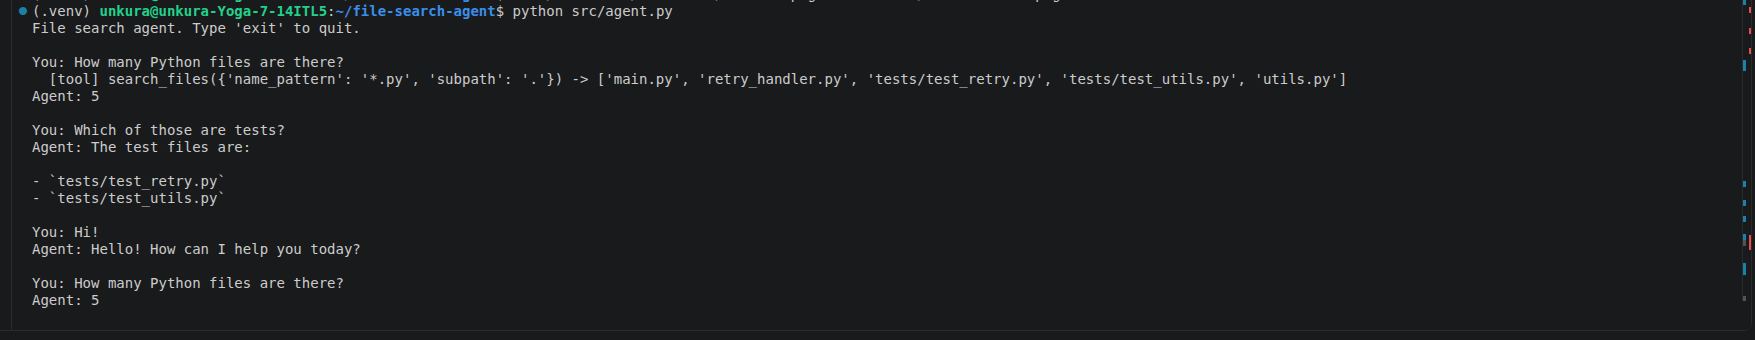 (.venv) unkura@unkura-Yoga-7-14ITL5:~/file-search-agent$ python src/agent.py
File search agent. Type 'exit' to quit.
You: How many Python files are there?
[tool] search_files({'name_pattern': '*.py', 'subpath': '.'}) -> ['main.py', 'retry_handler.py', 'tests/test_retry.py', 'tests/test_utils.py', 'utils.py']
Agent: 5
You: Which of those are tests?
Agent: The test files are:
- `tests/test_retry.py`
- `tests/test_utils.py`
You: Hi!
Agent: Hello! How can I help you today?
You: How many Python files are there?
Agent: 5